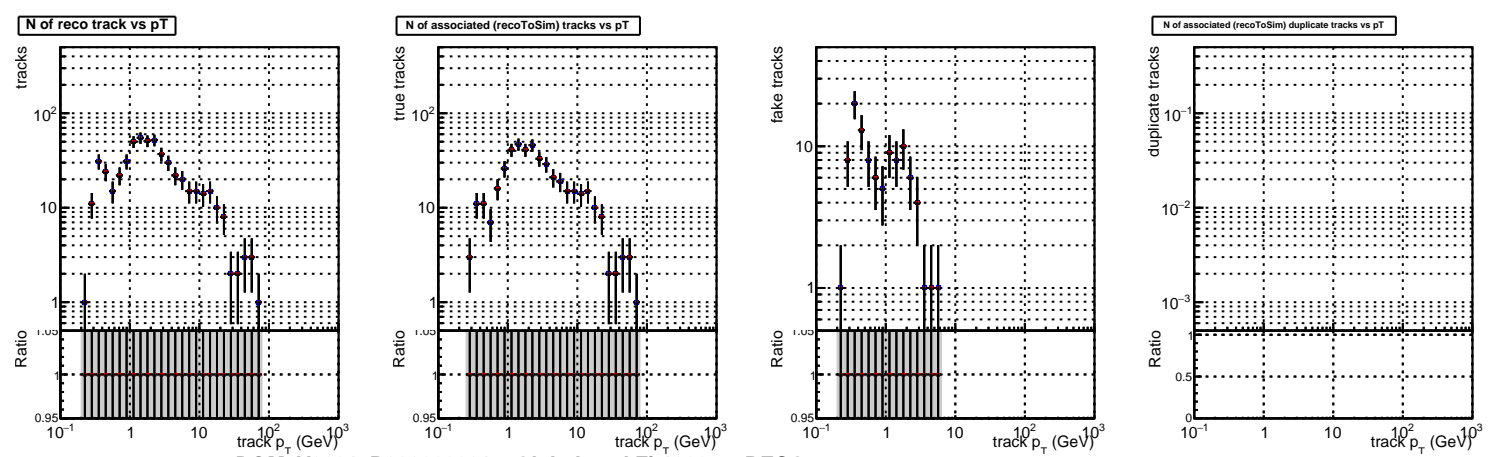 N of reco track vs pT
tracks
10²
10
1
Ratio
1.05
1
0.95
10⁻¹ 1 10 10² 10³
track p_T (GeV)
N of associated (recoToSim) tracks vs pT
true tracks
10²
10
1
Ratio
1.05
1
0.95
10⁻¹ 1 10 10² 10³
track p_T (GeV)
fake tracks
10
1
Ratio
1.05
1
0.95
10⁻¹ 1 10 10² 10³
track p_T (GeV)
N of associated (recoToSim) duplicate tracks vs pT
duplicate tracks
10⁻¹
10⁻²
10⁻³
Ratio
1
0.5
0
10⁻¹ 1 10 10² 10³
track p_T (GeV)